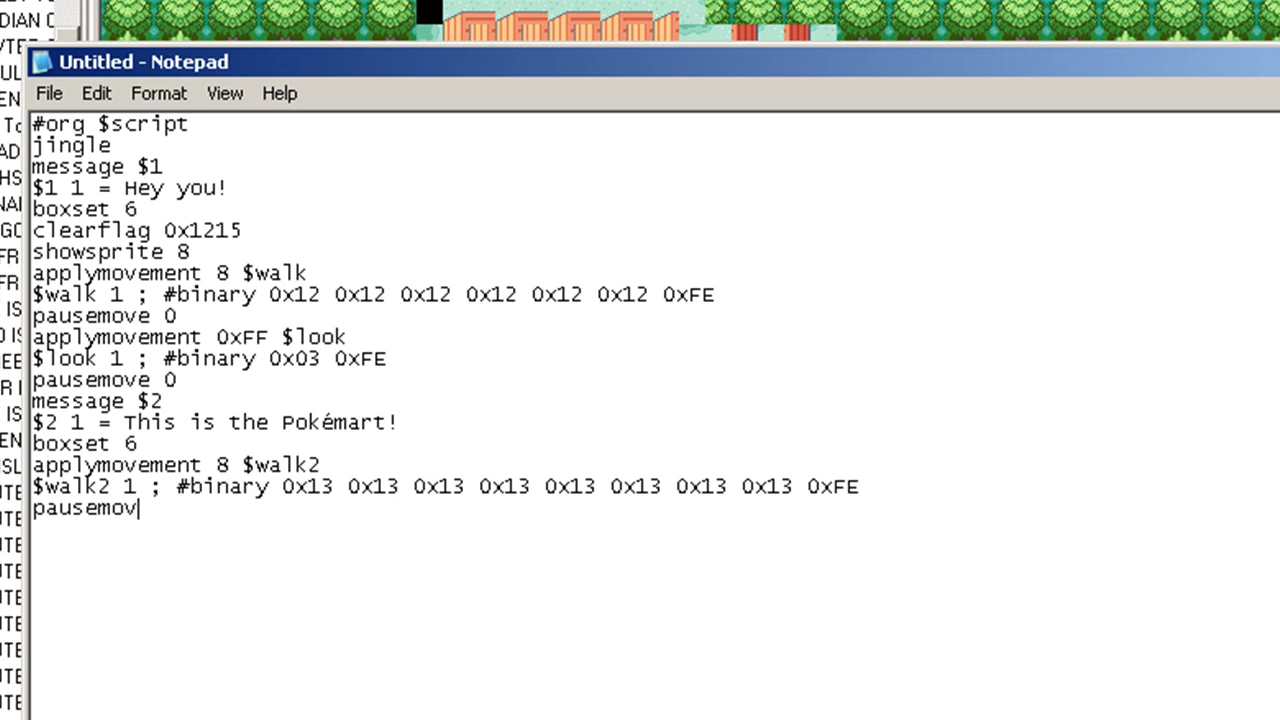 Untitled - Notepad
File Edit Format View Help
#org $script
jingle
message $1
$1 1 = Hey you!
boxset 6
clearflag 0x1215
showsprite 8
applymovement 8 $walk
$walk 1 ; #binary 0x12 0x12 0x12 0x12 0x12 0x12 0xFE
pausemove 0
applymovement 0xFF $look
$look 1 ; #binary 0x03 0xFE
pausemove 0
message $2
$2 1 = This is the Pokémart!
boxset 6
applymovement 8 $walk2
$walk2 1 ; #binary 0x13 0x13 0x13 0x13 0x13 0x13 0x13 0x13 0xFE
pausemov